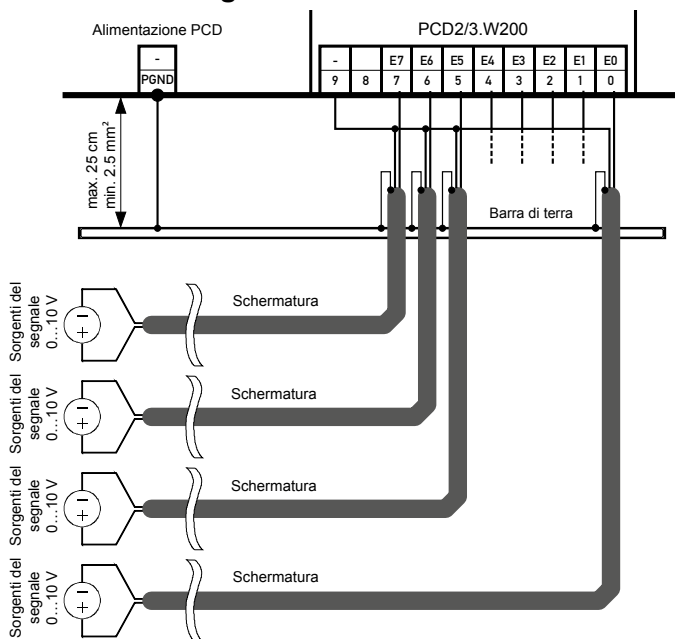 Alimentazione PCD
PCD2/3.W200
-
PGND
- E7 E6 E5 E4 E3 E2 E1 E0
9 8 7 6 5 4 3 2 1 0
max. 25 cm
min. 2.5 mm²
Barra di terra
Sorgenti del
segnale
0...10 V
- +
Schermatura
Sorgenti del
segnale
0...10 V
- +
Schermatura
Sorgenti del
segnale
0...10 V
- +
Schermatura
Sorgenti del
segnale
0...10 V
- +
Schermatura